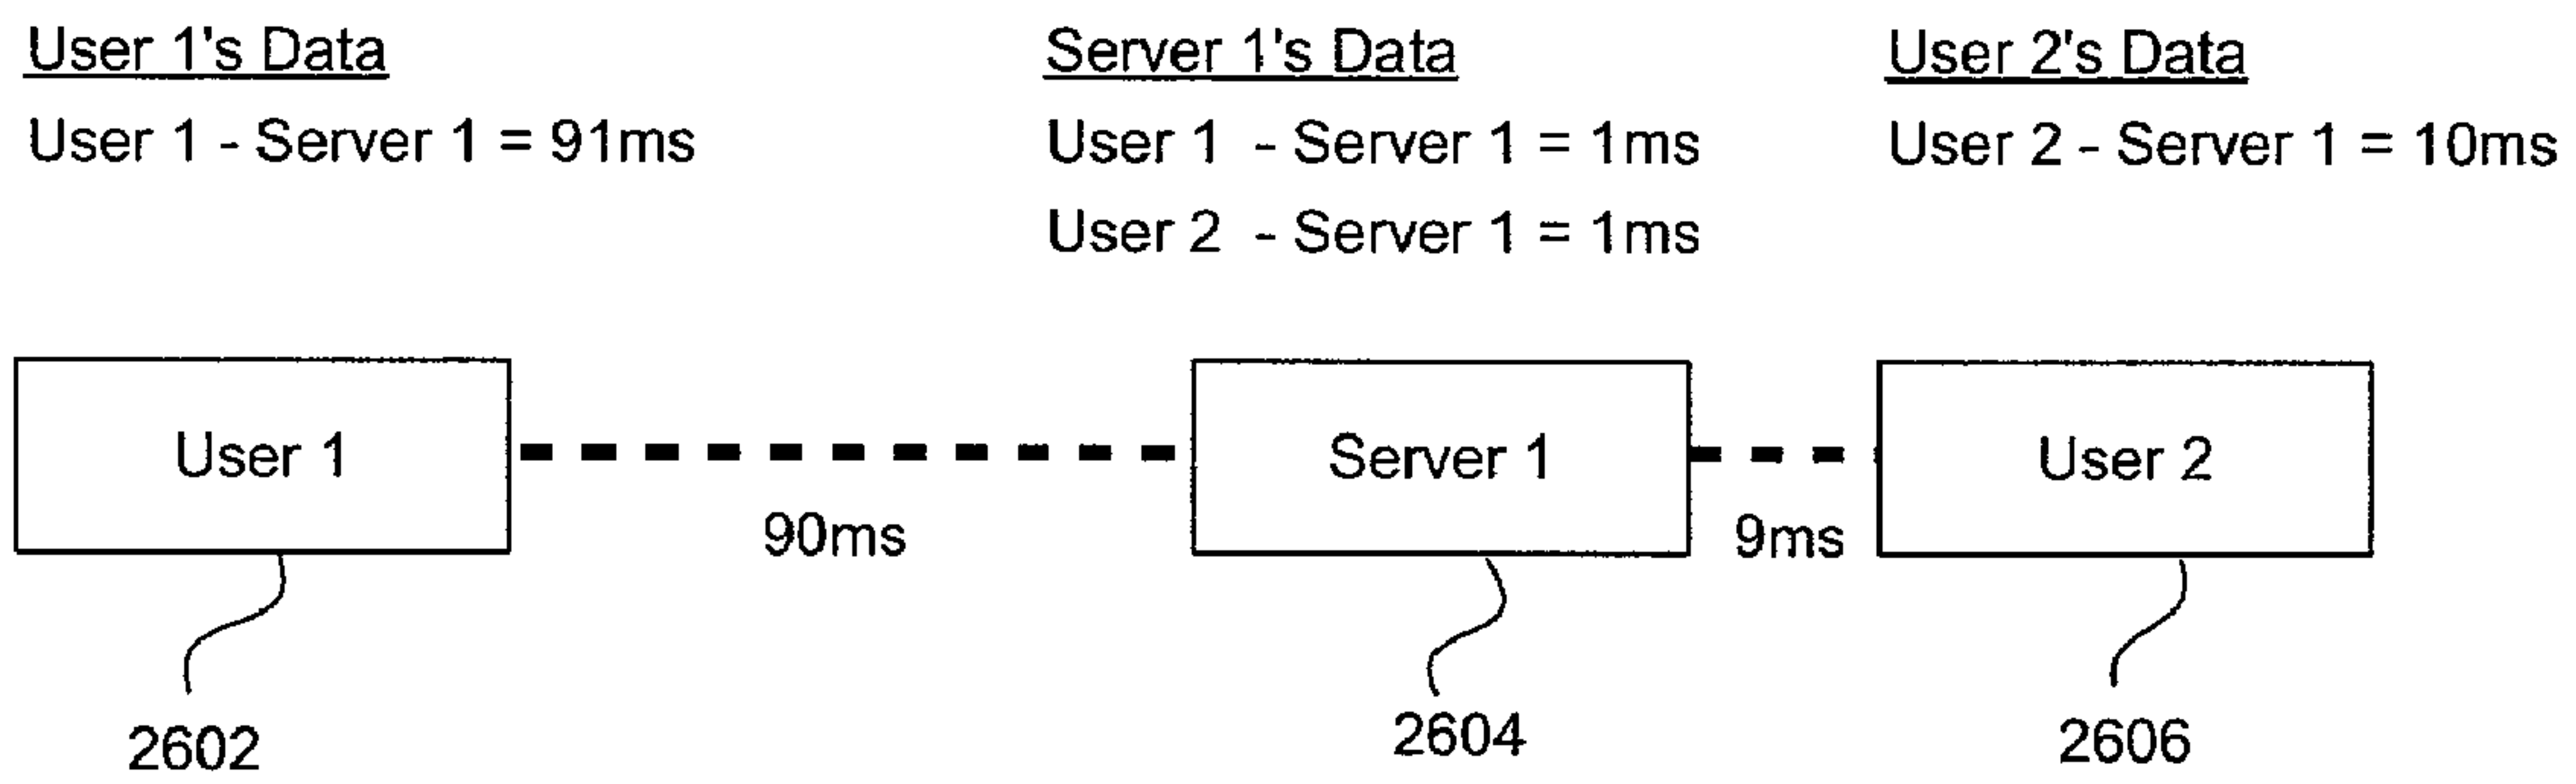 User 1's Data
User 1 - Server 1 = 91ms
Server 1's Data
User 1 - Server 1 = 1ms
User 2 - Server 1 = 1ms
User 2's Data
User 2 - Server 1 = 10ms
User 1
90ms
Server 1
9ms
User 2
2602
2604
2606